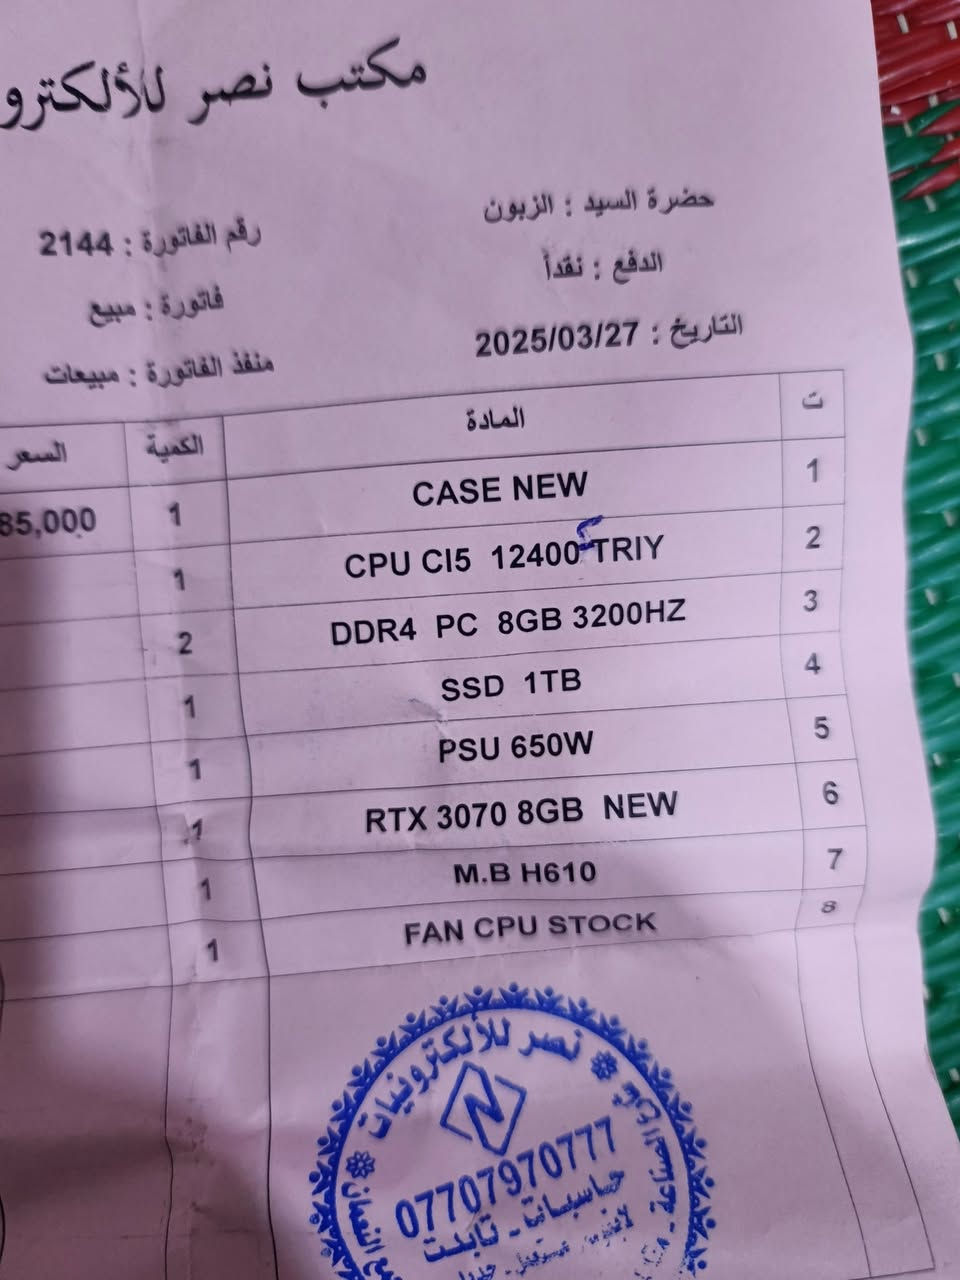 مكتب نصر للألكترو
حضرة السيد : الزبون
رقم الفاتورة : 2144
الدفع : نقداً
فاتورة : مبيع
التاريخ : 2025/03/27
منفذ الفاتورة : مبيعات
ت المادة الكمية السعر
1 CASE NEW 1 85,000
2 CPU CI5 12400 TRIY 1
3 DDR4 PC 8GB 3200HZ 2
4 SSD 1TB 1
5 PSU 650W 1
6 RTX 3070 8GB NEW 1
7 M.B H610 1
8 FAN CPU STOCK 1
نصر للألكترونيات
N
07707970777
حاسبات - تابلت